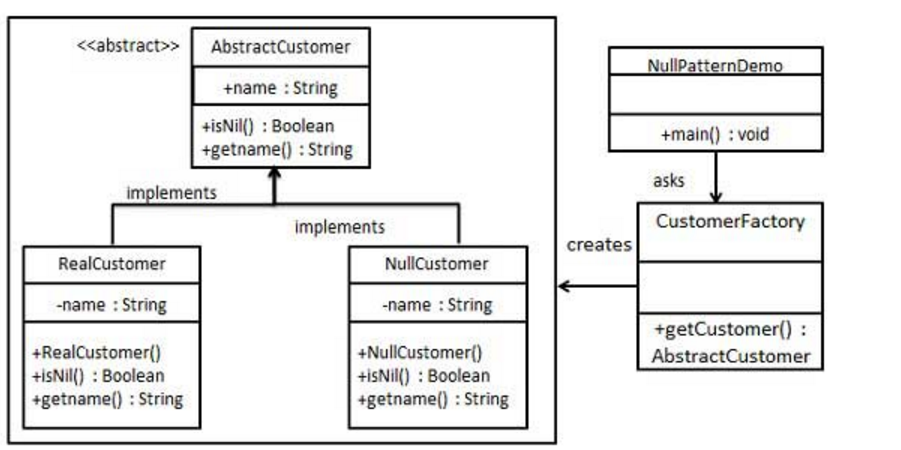 <<abstract>>
AbstractCustomer
+name : String
+isNil() : Boolean
+getname() : String
implements
implements
RealCustomer
-name : String
+RealCustomer()
+isNil() : Boolean
+getname() : String
NullCustomer
-name : String
+NullCustomer()
+isNil() : Boolean
+getname() : String
NullPatternDemo
+main() : void
asks
creates
CustomerFactory
+getCustomer() :
AbstractCustomer